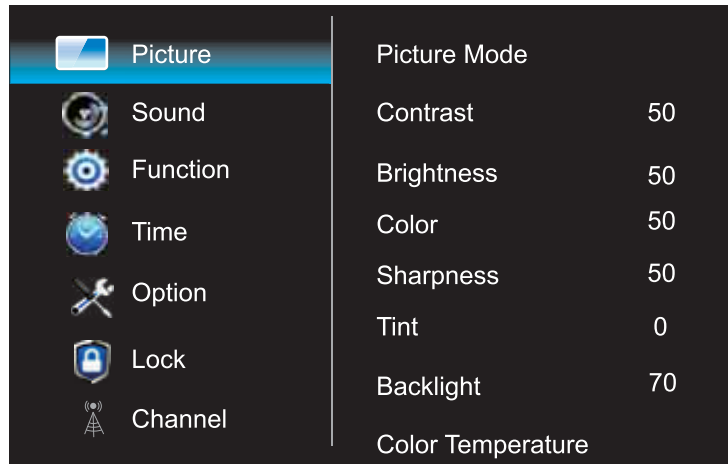 Picture
Sound
Function
Time
Option
Lock
Channel
Picture Mode
Contrast 50
Brightness 50
Color 50
Sharpness 50
Tint 0
Backlight 70
Color Temperature